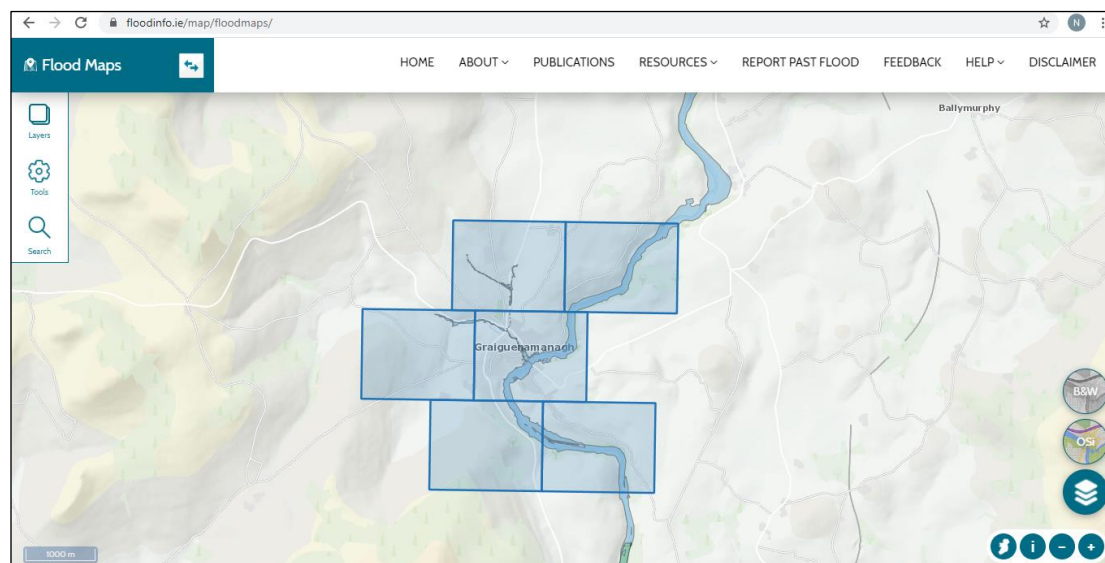 floodinfo.ie/map/floodmaps/
N
Flood Maps
HOME ABOUT PUBLICATIONS RESOURCES REPORT PAST FLOOD FEEDBACK HELP DISCLAIMER
Layers
Tools
Search
Ballymurphy
Graiguenamanach
B&W
OSi
1000 m
i